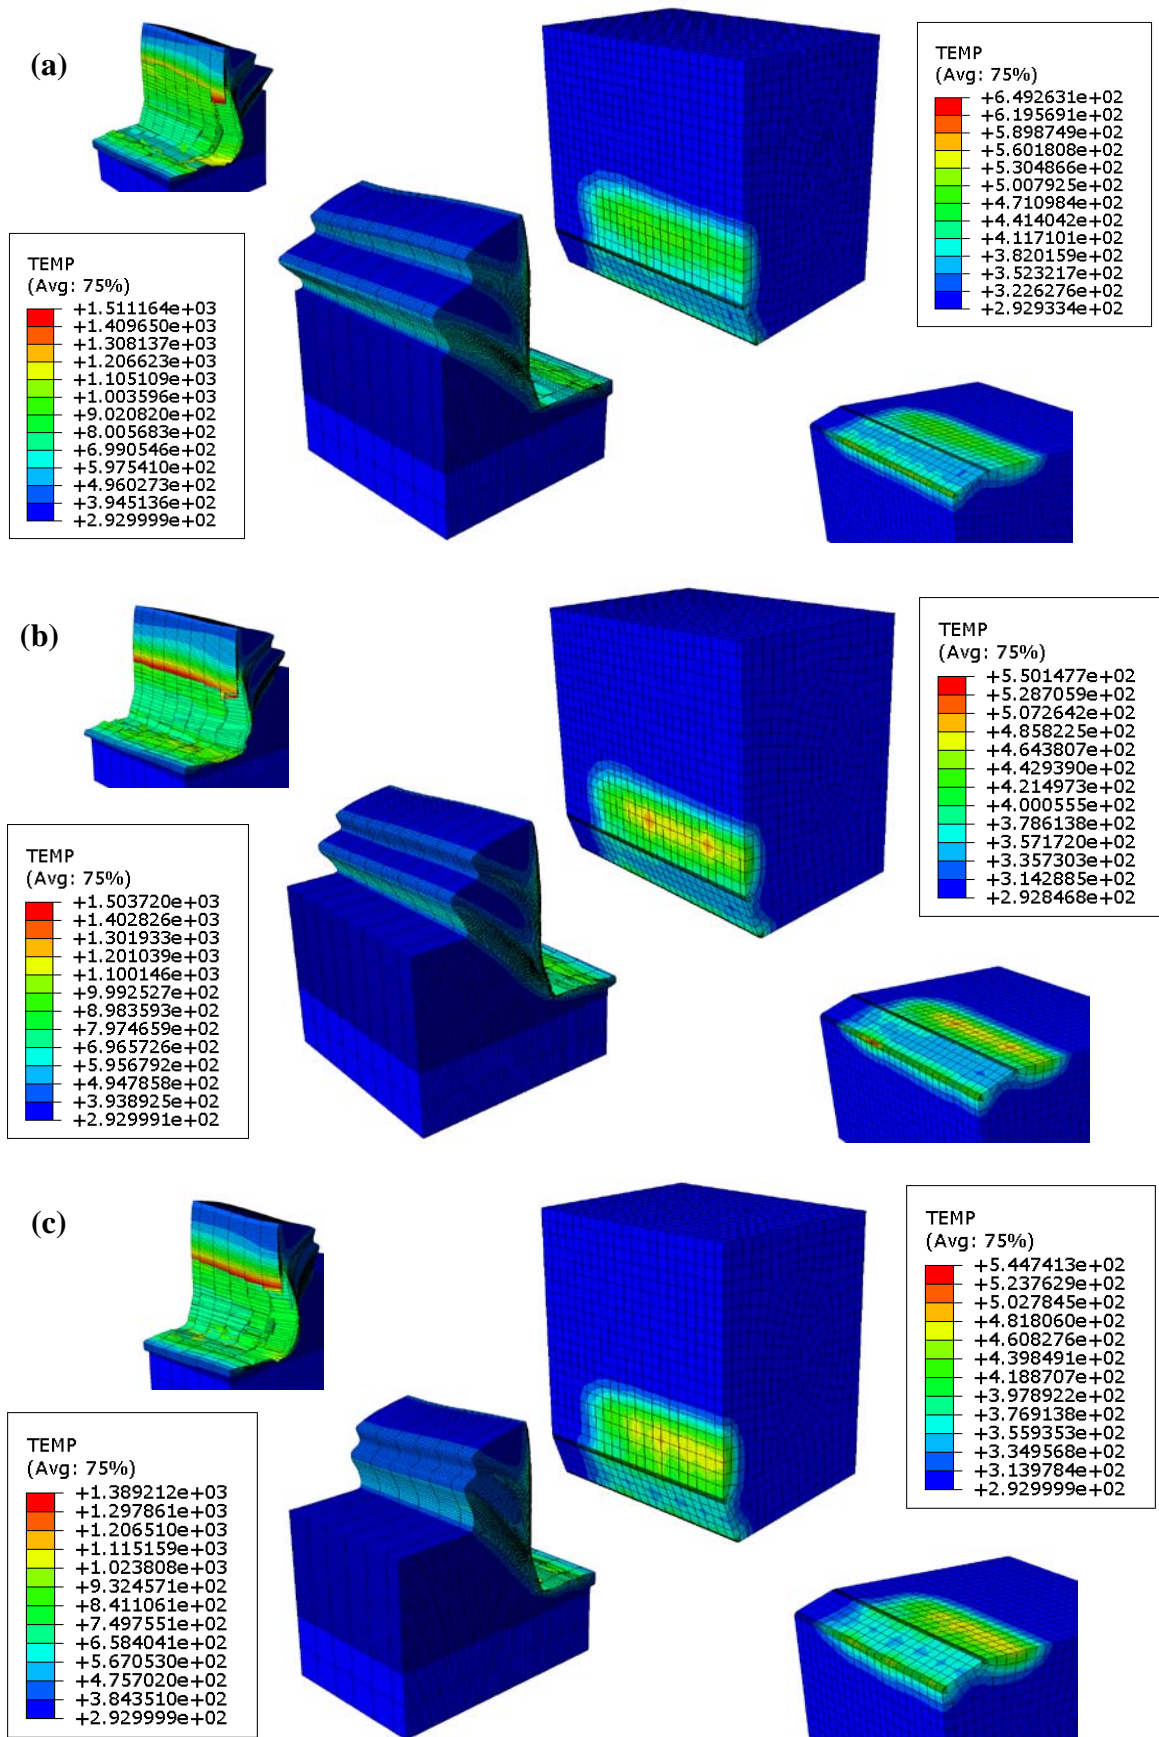 (a)
TEMP
(Avg: 75%)
+6.492631e+02
+6.195691e+02
+5.898749e+02
+5.601808e+02
+5.304866e+02
+5.007925e+02
+4.710984e+02
+4.414042e+02
+4.117101e+02
+3.820159e+02
+3.523217e+02
+3.226276e+02
+2.929334e+02
TEMP
(Avg: 75%)
+1.511164e+03
+1.409650e+03
+1.308137e+03
+1.206623e+03
+1.105109e+03
+1.003596e+03
+9.020820e+02
+8.005683e+02
+6.990546e+02
+5.975410e+02
+4.960273e+02
+3.945136e+02
+2.929999e+02
(b)
TEMP
(Avg: 75%)
+5.501477e+02
+5.287059e+02
+5.072642e+02
+4.858225e+02
+4.643807e+02
+4.429390e+02
+4.214973e+02
+4.000555e+02
+3.786138e+02
+3.571720e+02
+3.357303e+02
+3.142885e+02
+2.928468e+02
TEMP
(Avg: 75%)
+1.503720e+03
+1.402826e+03
+1.301933e+03
+1.201039e+03
+1.100146e+03
+9.992527e+02
+8.983593e+02
+7.974659e+02
+6.965726e+02
+5.956792e+02
+4.947858e+02
+3.938925e+02
+2.929991e+02
(c)
TEMP
(Avg: 75%)
+5.447413e+02
+5.237629e+02
+5.027845e+02
+4.818060e+02
+4.608276e+02
+4.398491e+02
+4.188707e+02
+3.978922e+02
+3.769138e+02
+3.559353e+02
+3.349568e+02
+3.139784e+02
+2.929999e+02
TEMP
(Avg: 75%)
+1.389212e+03
+1.297861e+03
+1.206510e+03
+1.115159e+03
+1.023808e+03
+9.324571e+02
+8.411061e+02
+7.497551e+02
+6.584041e+02
+5.670530e+02
+4.757020e+02
+3.843510e+02
+2.929999e+02